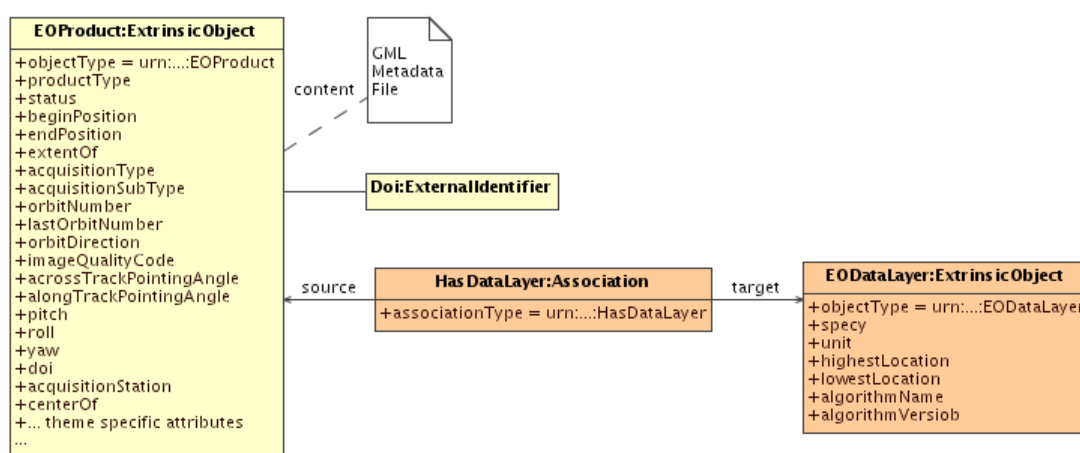 EOProduct:ExtrinsicObject
+objectType = urn:...:EOProduct
+productType
+status
+beginPosition
+endPosition
+extentOf
+acquisitionType
+acquisitionSubType
+orbitNumber
+lastOrbitNumber
+orbitDirection
+imageQualityCode
+acrossTrackPointingAngle
+alongTrackPointingAngle
+pitch
+roll
+yaw
+doi
+acquisitionStation
+centerOf
+... theme specific attributes
...
content
GML
Metadata
File
Doi:ExternalIdentifier
source
HasDataLayer:Association
+associationType = urn:...:HasDataLayer
target
EODataLayer:ExtrinsicObject
+objectType = urn:...:EODataLayer
+specy
+unit
+highestLocation
+lowestLocation
+algorithmName
+algorithmVersiob